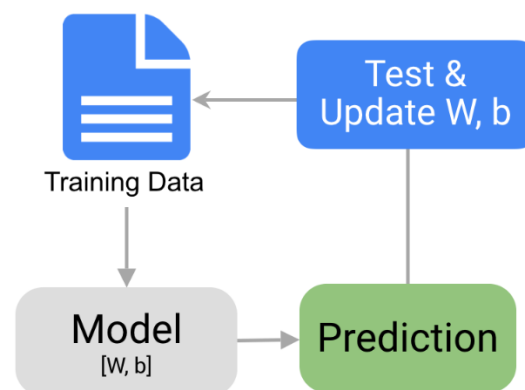 Test &
Update W, b
Training Data
Model
[W, b]
Prediction